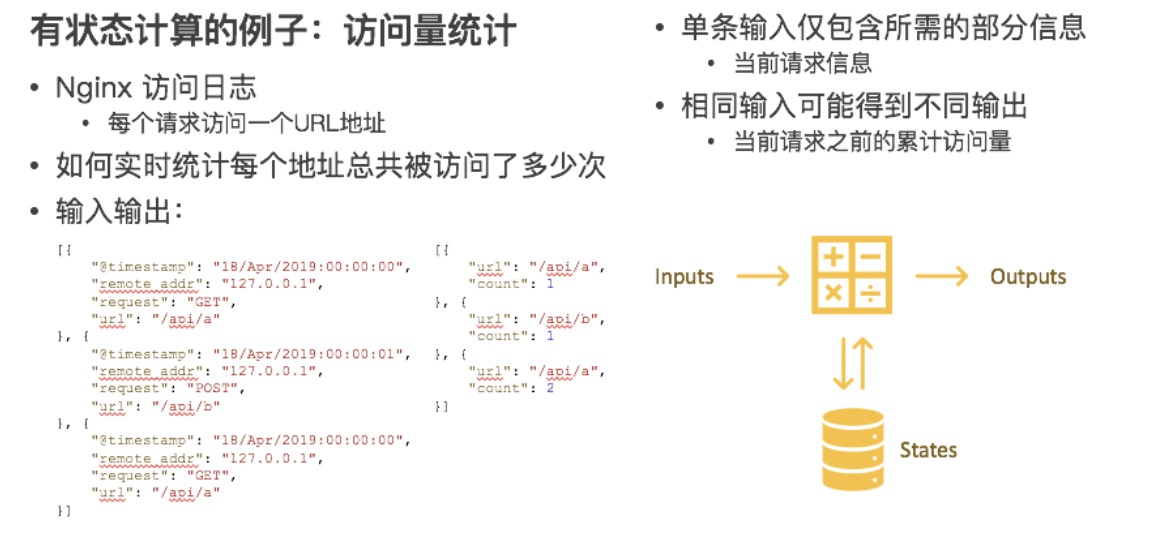 有状态计算的例子：访问量统计
• Nginx 访问日志
• 每个请求访问一个URL地址
• 如何实时统计每个地址总共被访问了多少次
• 输入输出：
[{
"@timestamp": "18/Apr/2019:00:00:00",
"remote_addr": "127.0.0.1",
"request": "GET",
"url": "/api/a"
}, {
"@timestamp": "18/Apr/2019:00:00:01",
"remote_addr": "127.0.0.1",
"request": "POST",
"url": "/api/b"
}, {
"@timestamp": "18/Apr/2019:00:00:00",
"remote_addr": "127.0.0.1",
"request": "GET",
"url": "/api/a"
}]
[{
"url": "/api/a",
"count": 1
}, {
"url": "/api/b",
"count": 1
}, {
"url": "/api/a",
"count": 2
}]
• 单条输入仅包含所需的部分信息
• 当前请求信息
• 相同输入可能得到不同输出
• 当前请求之前的累计访问量
Inputs
Outputs
States